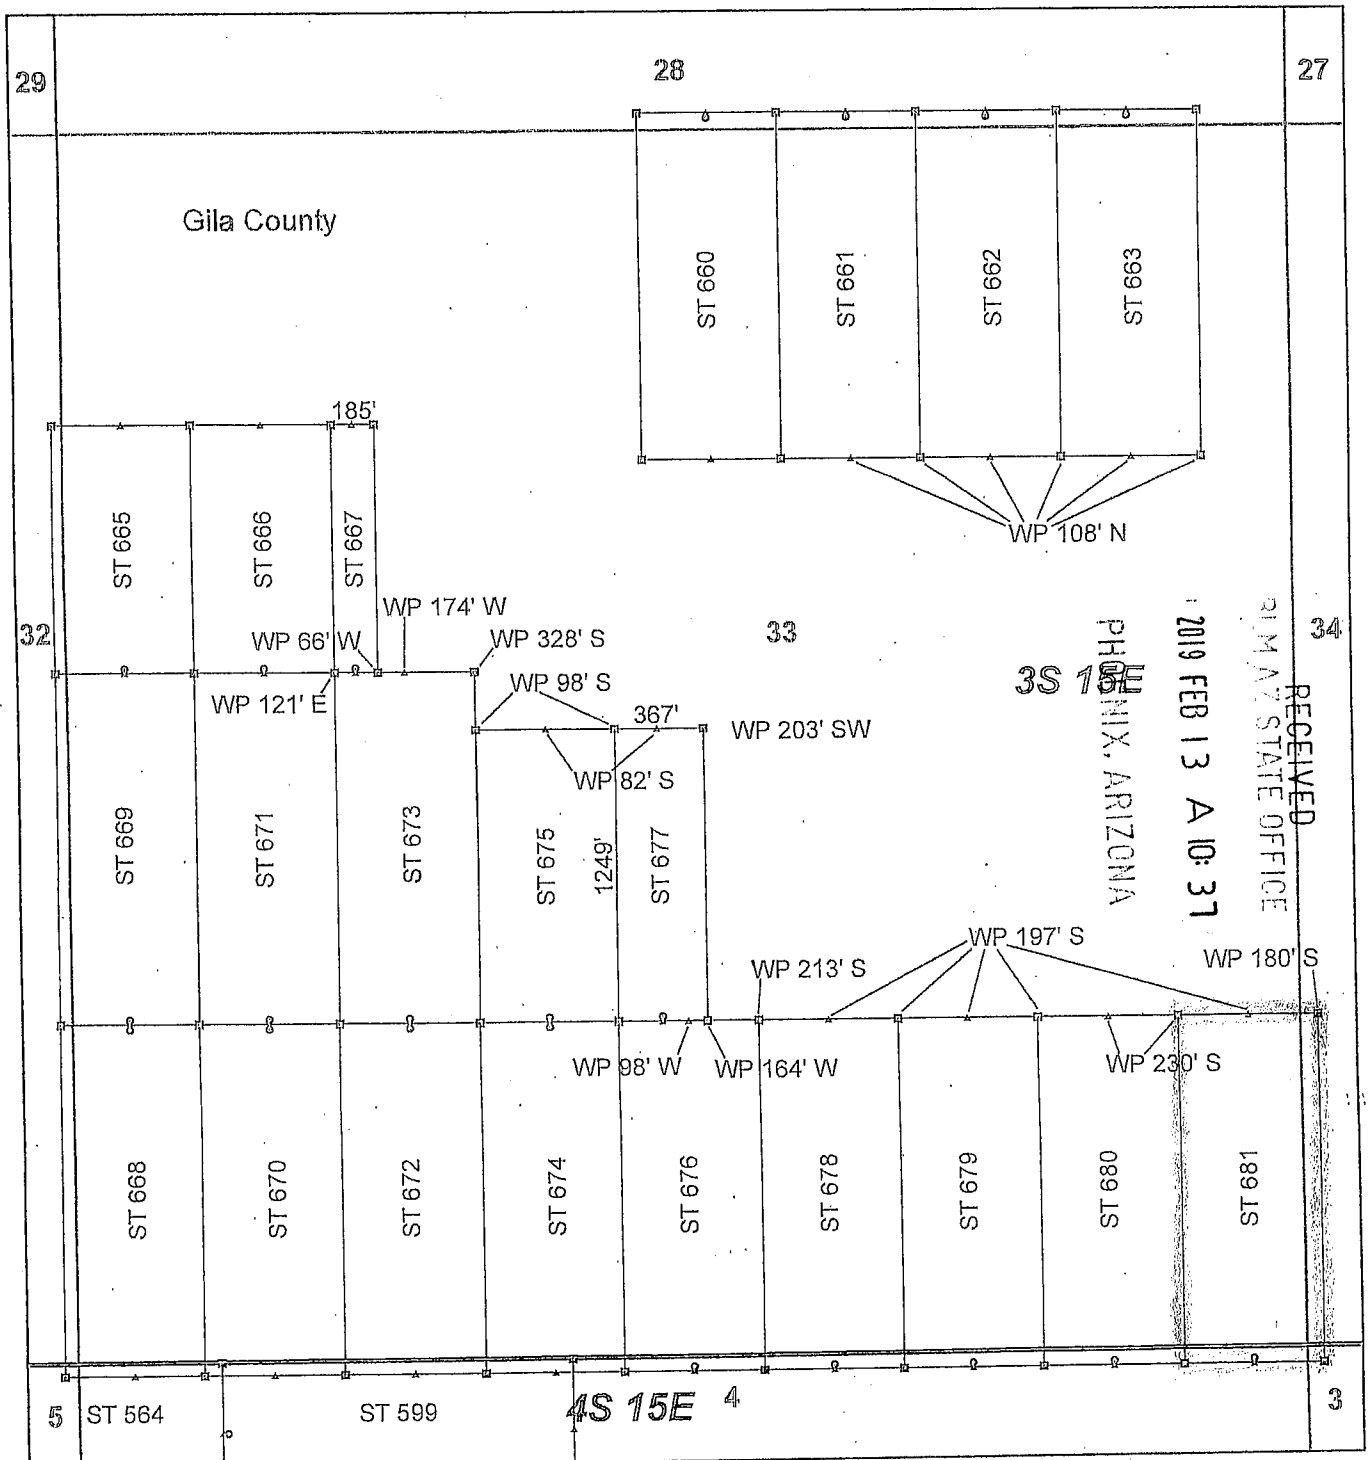 29
28
27
Gila County
ST 660
ST 661
ST 662
ST 663
185'
ST 665
ST 666
ST 667
WP 108' N
WP 174' W
32
WP 66' W
WP 328' S
33
34
3S 15E
WP 98' S
WP 121' E
367'
WP 203' SW
WP 82' S
RECEIVED
BLM AZ STATE OFFICE
2019 FEB 13 A 10:37
PHOENIX, ARIZONA
ST 669
ST 671
ST 673
ST 675
1249'
ST 677
WP 197' S
WP 213' S
WP 180' S
WP 98' W
WP 164' W
WP 230' S
ST 668
ST 670
ST 672
ST 674
ST 676
ST 678
ST 679
ST 680
ST 681
5
ST 564
ST 599
4S 15E
4
3